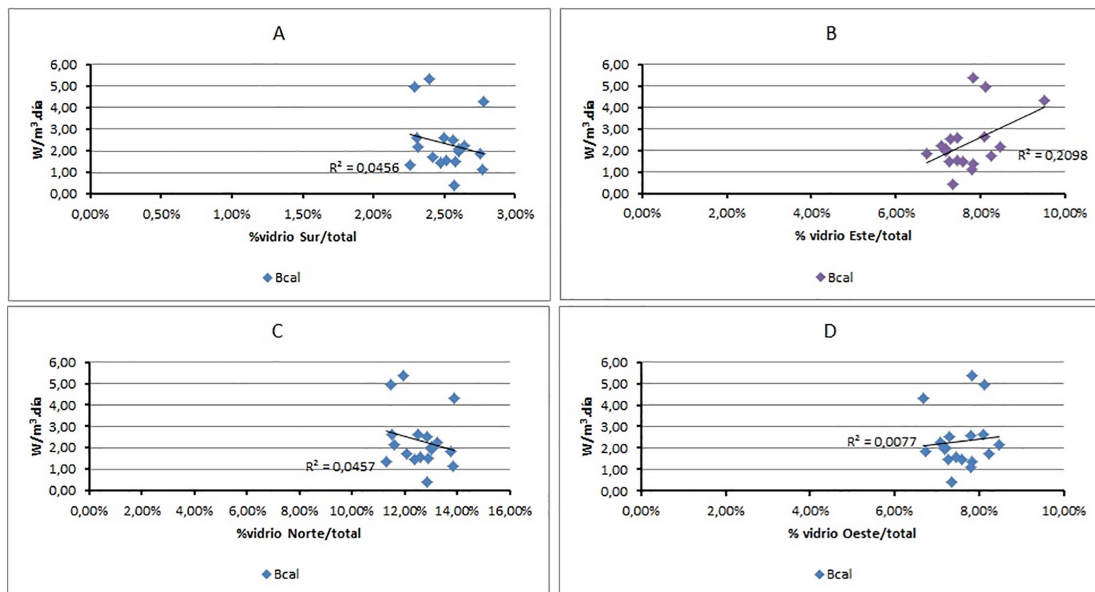 A
6,00
5,00
4,00
3,00
2,00
1,00
0,00
W/m³.día
R² = 0,0456
0,00% 0,50% 1,00% 1,50% 2,00% 2,50% 3,00%
%vidrio Sur/total
Bcal
B
6,00
5,00
4,00
3,00
2,00
1,00
0,00
W/m³.día
R² = 0,2098
0,00% 2,00% 4,00% 6,00% 8,00% 10,00%
% vidrio Este/total
Bcal
C
6,00
5,00
4,00
3,00
2,00
1,00
0,00
W/m³.día
R² = 0,0457
0,00% 2,00% 4,00% 6,00% 8,00% 10,00% 12,00% 14,00% 16,00%
%vidrio Norte/total
Bcal
D
6,00
5,00
4,00
3,00
2,00
1,00
0,00
W/m³.día
R² = 0,0077
0,00% 2,00% 4,00% 6,00% 8,00% 10,00%
% vidrio Oeste/total
Bcal